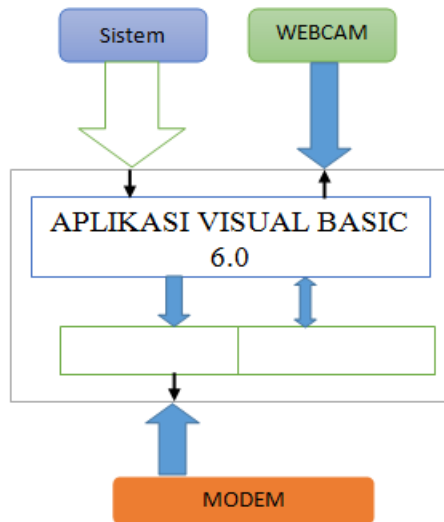 Sistem
WEBCAM
APLIKASI VISUAL BASIC
6.0
MODEM